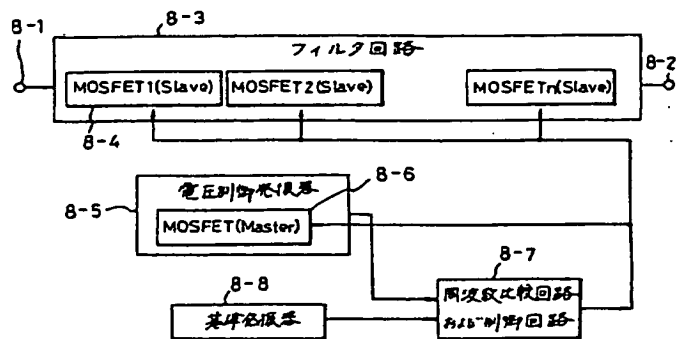 8-1
8-3
フィルタ回路
8-2
MOSFET1(Slave)
MOSFET2(Slave)
MOSFETn(Slave)
8-4
電圧制御発振器
8-6
8-5
MOSFET(Master)
8-7
8-8
周波数比較回路
および制御回路
基準発振器